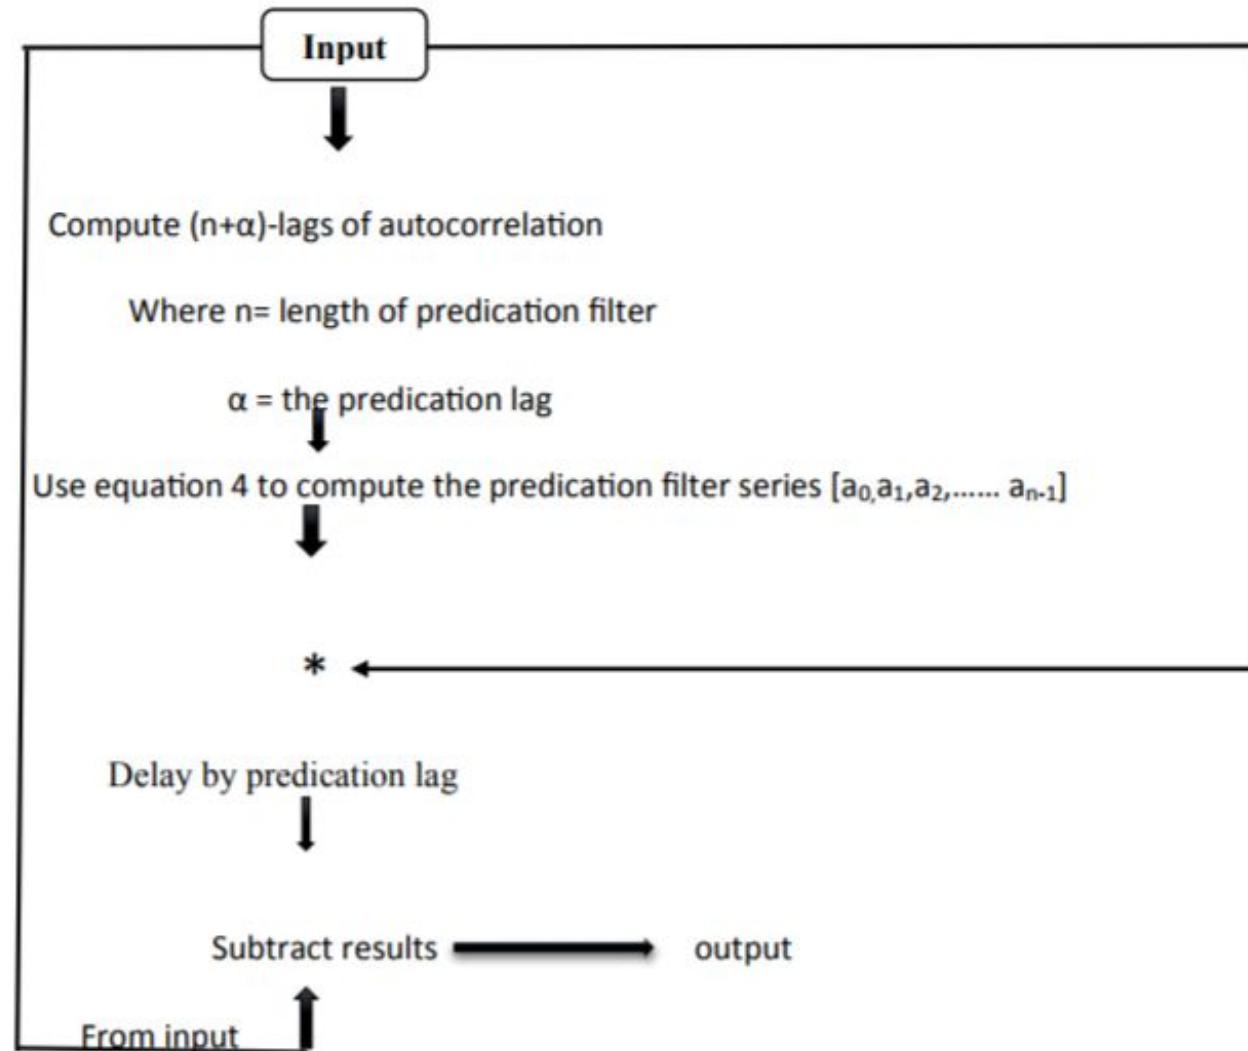 Input
Compute (n+α)-lags of autocorrelation
Where n= length of predication filter
α = the predication lag
Use equation 4 to compute the predication filter series [a₀,a₁,a₂,...... aₙ₋₁]
*
Delay by predication lag
Subtract results
output
From input